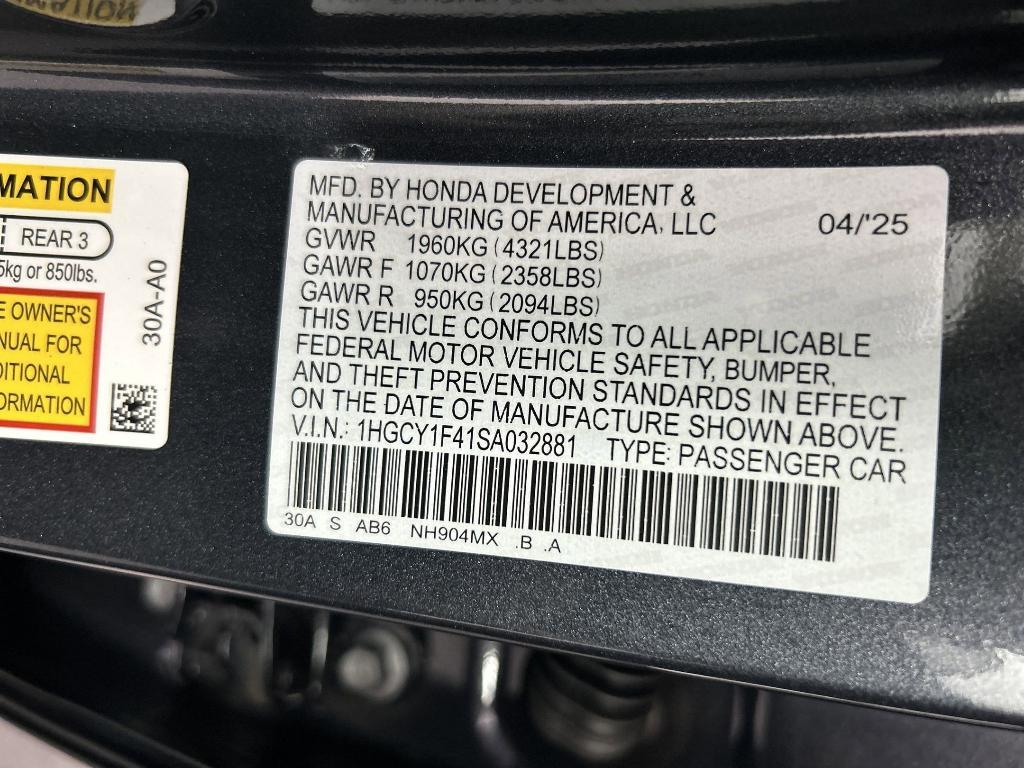 MATION
REAR 3
5kg or 850lbs.
E OWNER'S
NUAL FOR
DITIONAL
ORMATION
30A-A0
MFD. BY HONDA DEVELOPMENT &
MANUFACTURING OF AMERICA, LLC 04/'25
GVWR 1960KG (4321LBS)
GAWR F 1070KG (2358LBS)
GAWR R 950KG (2094LBS)
THIS VEHICLE CONFORMS TO ALL APPLICABLE
FEDERAL MOTOR VEHICLE SAFETY, BUMPER,
AND THEFT PREVENTION STANDARDS IN EFFECT
ON THE DATE OF MANUFACTURE SHOWN ABOVE.
V.I.N.: 1HGCY1F41SA032881 TYPE: PASSENGER CAR
30A S AB6 NH904MX .B .A